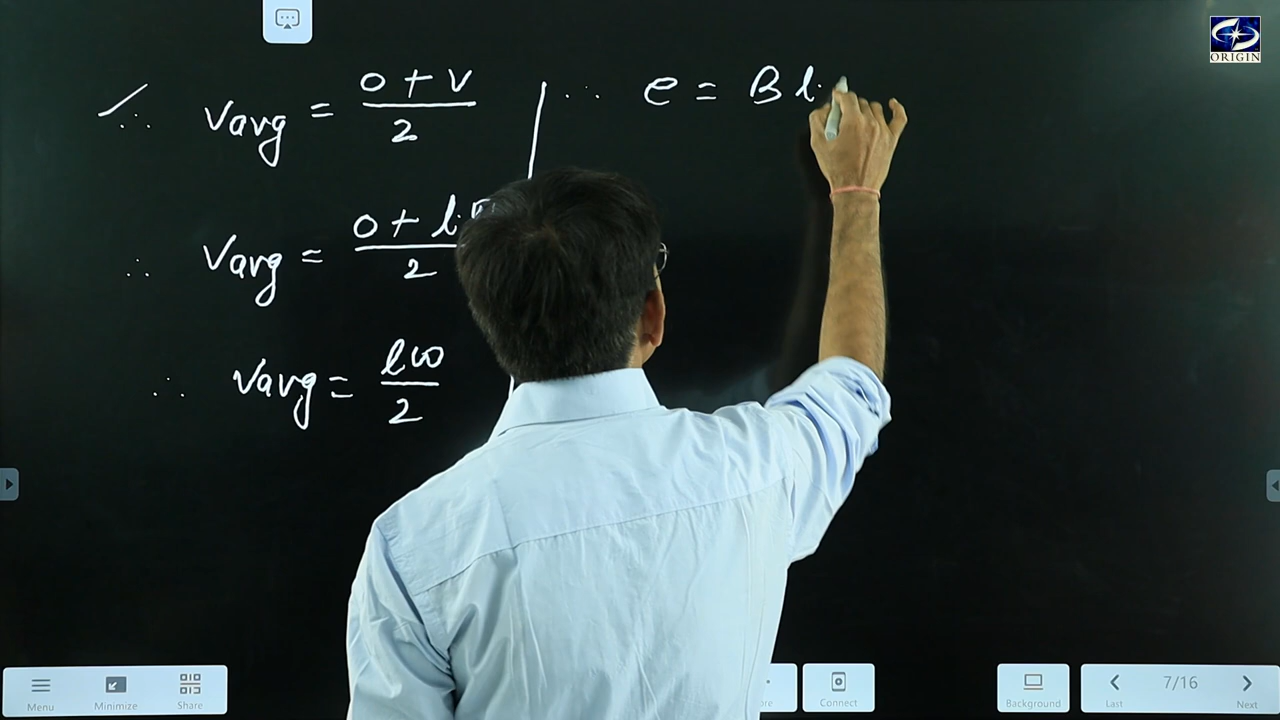 ORIGIN
∴ Vavg = 0 + V / 2
∴ Vavg = 0 + l. / 2
∴ Vavg = lω / 2
∴ e = B l.
Menu
Minimize
Share
Connect
Background
Last
7/16
Next